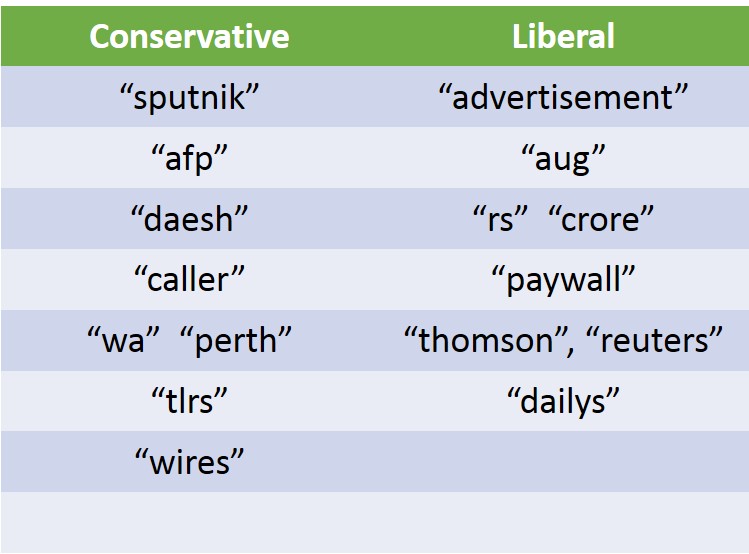 Conservative Liberal
“sputnik” “advertisement”
“afp” “aug”
“daesh” “rs” “crore”
“caller” “paywall”
“wa” “perth” “thomson”, “reuters”
“tlrs” “dailys”
“wires”